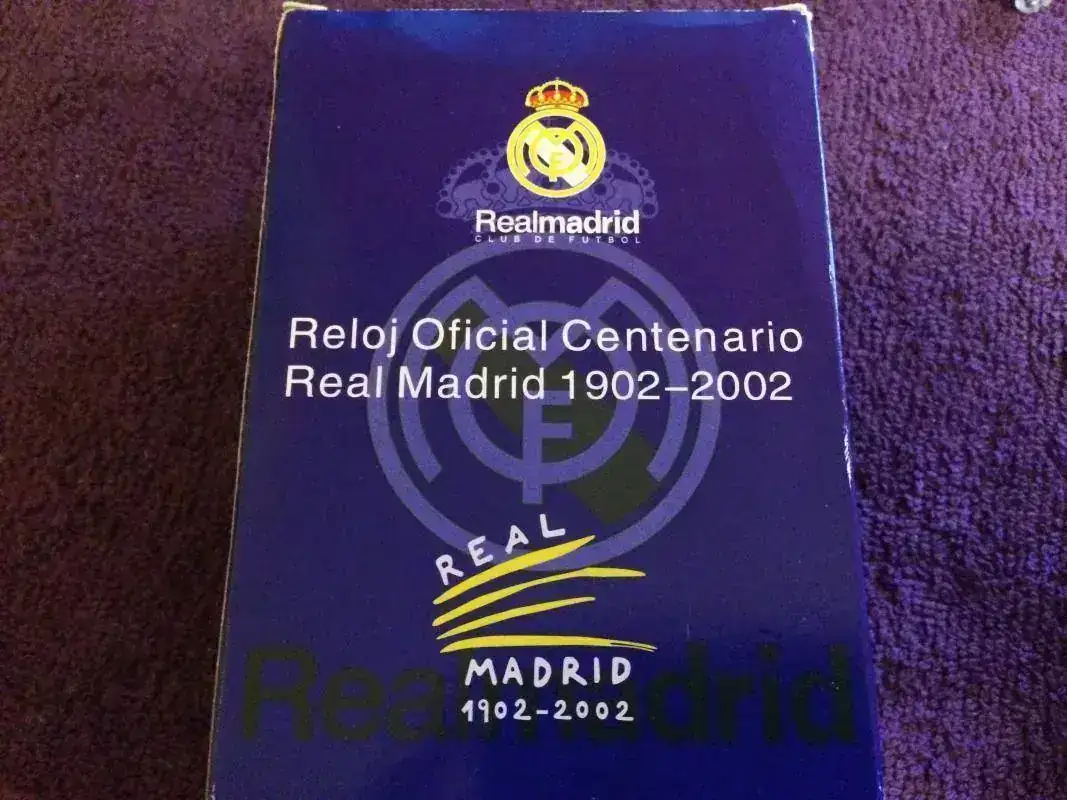 Realmadrid
CLUB DE FUTBOL
Reloj Oficial Centenario
Real Madrid 1902-2002
REAL
MADRID
1902-2002
Realmadrid